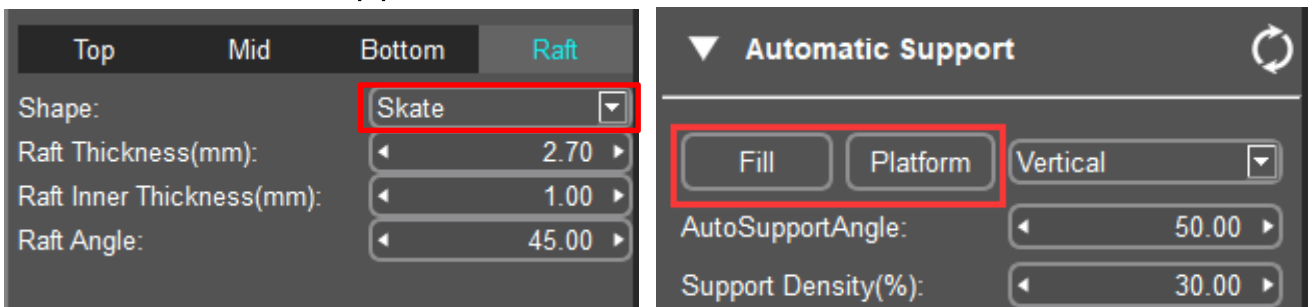 Top Mid Bottom Raft
Shape: Skate
Raft Thickness(mm): 2.70
Raft Inner Thickness(mm): 1.00
Raft Angle: 45.00
Automatic Support
Fill Platform Vertical
AutoSupportAngle: 50.00
Support Density(%): 30.00